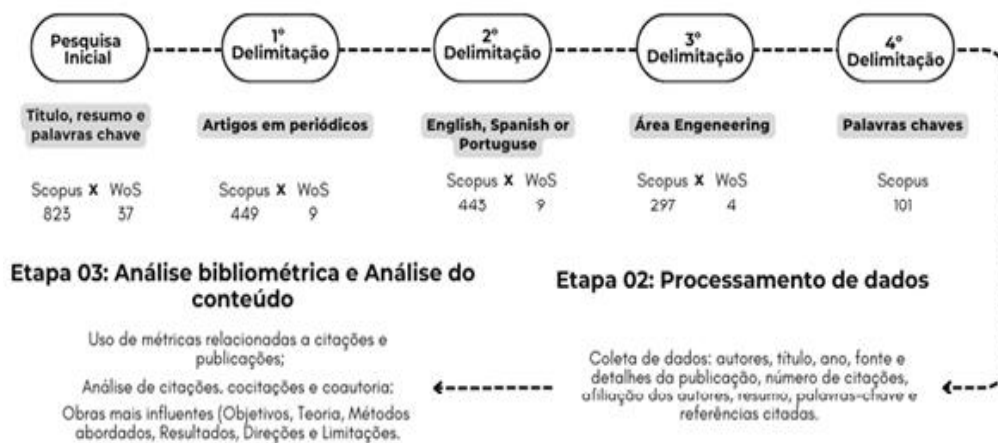 Pesquisa
Inicial
1º
Delimitação
2º
Delimitação
3º
Delimitação
4º
Delimitação
Título, resumo e
palavras chave
Artigos em periódicos
English, Spanish or
Portuguse
Área Engeneering
Palavras chaves
Scopus X WoS
823 37
Scopus X WoS
449 9
Scopus X WoS
443 9
Scopus X WoS
297 4
Scopus
101
Etapa 03: Análise bibliométrica e Análise do
conteúdo
Uso de métricas relacionadas a citações e
publicações;
Análise de citações, cocitações e coautoria;
Obras mais influentes (Objetivos, Teoria, Métodos
abordados, Resultados, Direções e Limitações.
Etapa 02: Processamento de dados
Coleta de dados: autores, título, ano, fonte e
detalhes da publicação, número de citações,
afiliação dos autores, resumo, palavras-chave e
referências citadas.